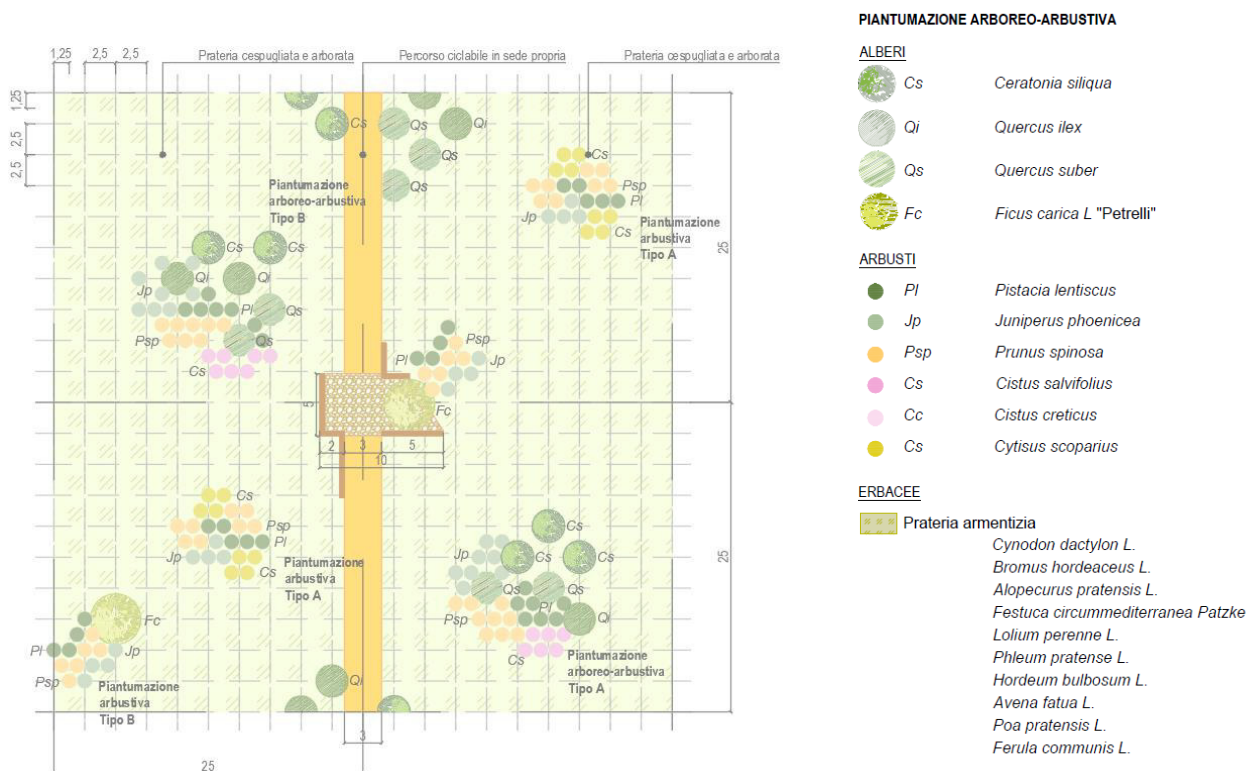 PIANTUMAZIONE ARBOREO-ARBUSTIVA
ALBERI
Cs Ceratonia siliqua
Qi Quercus ilex
Qs Quercus suber
Fc Ficus carica L "Petrelli"
ARBUSTI
Pl Pistacia lentiscus
Jp Juniperus phoenicea
Psp Prunus spinosa
Cs Cistus salvifolius
Cc Cistus creticus
Cs Cytisus scoparius
ERBACEE
Prateria armentizia
Cynodon dactylon L.
Bromus hordeaceus L.
Alopecurus pratensis L.
Festuca circummediterranea Patzke
Lolium perenne L.
Phleum pratense L.
Hordeum bulbosum L.
Avena fatua L.
Poa pratensis L.
Ferula communis L.
1,25 2,5 2,5
Prateria cespugliata e arborata
Percorso ciclabile in sede propria
Prateria cespugliata e arborata
1,25
2,5
2,5
Cs
Qs
Qi
Qs
Qs
Cs
Psp
Pl
Jp
Cs
Piantumazione
arboreo-arbustiva
Tipo B
Piantumazione
arbustiva
Tipo A
25
Cs
Cs
Qi
Qi
Jp
Pl
Qs
Psp
Qs
Cs
Psp
Pl
Jp
Fc
5
2
3
5
10
Cs
Psp
Pl
Jp
Cs
Piantumazione
arbustiva
Tipo A
Cs
Jp
Cs
Cs
Qs
Qs
Pl
Psp
Qi
Cs
Piantumazione
arboreo-arbustiva
Tipo A
25
Fc
Pl
Jp
Psp
Piantumazione
arbustiva
Tipo B
Qi
3
25